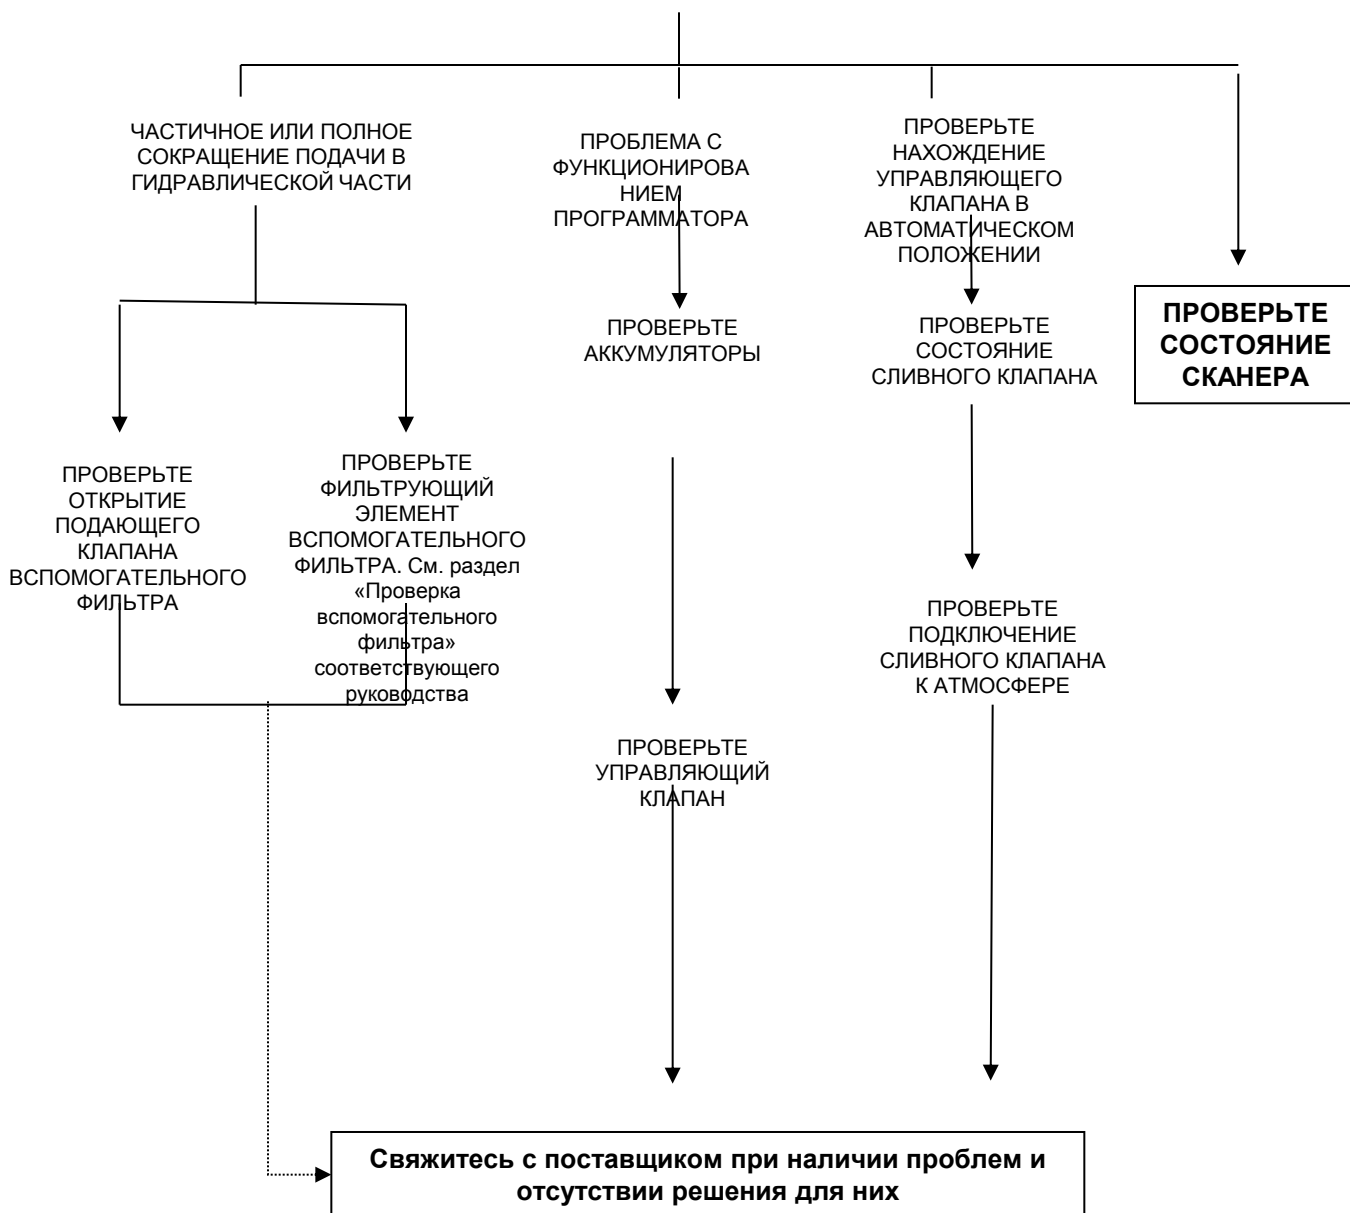 ЧАСТИЧНОЕ ИЛИ ПОЛНОЕ
СОКРАЩЕНИЕ ПОДАЧИ В
ГИДРАВЛИЧЕСКОЙ ЧАСТИ
ПРОБЛЕМА С
ФУНКЦИОНИРОВА
НИЕМ
ПРОГРАММАТОРА
ПРОВЕРЬТЕ
НАХОЖДЕНИЕ
УПРАВЛЯЮЩЕГО
КЛАПАНА В
АВТОМАТИЧЕСКОМ
ПОЛОЖЕНИИ
ПРОВЕРЬТЕ
СОСТОЯНИЕ
СКАНЕРА
ПРОВЕРЬТЕ
АККУМУЛЯТОРЫ
ПРОВЕРЬТЕ
СОСТОЯНИЕ
СЛИВНОГО КЛАПАНА
ПРОВЕРЬТЕ
ОТКРЫТИЕ
ПОДАЮЩЕГО
КЛАПАНА
ВСПОМОГАТЕЛЬНОГО
ФИЛЬТРА
ПРОВЕРЬТЕ
ФИЛЬТРУЮЩИЙ
ЭЛЕМЕНТ
ВСПОМОГАТЕЛЬНОГО
ФИЛЬТРА. См. раздел
«Проверка
вспомогательного
фильтра»
соответствующего
руководства
ПРОВЕРЬТЕ
ПОДКЛЮЧЕНИЕ
СЛИВНОГО КЛАПАНА
К АТМОСФЕРЕ
ПРОВЕРЬТЕ
УПРАВЛЯЮЩИЙ
КЛАПАН
Свяжитесь с поставщиком при наличии проблем и
отсутствии решения для них